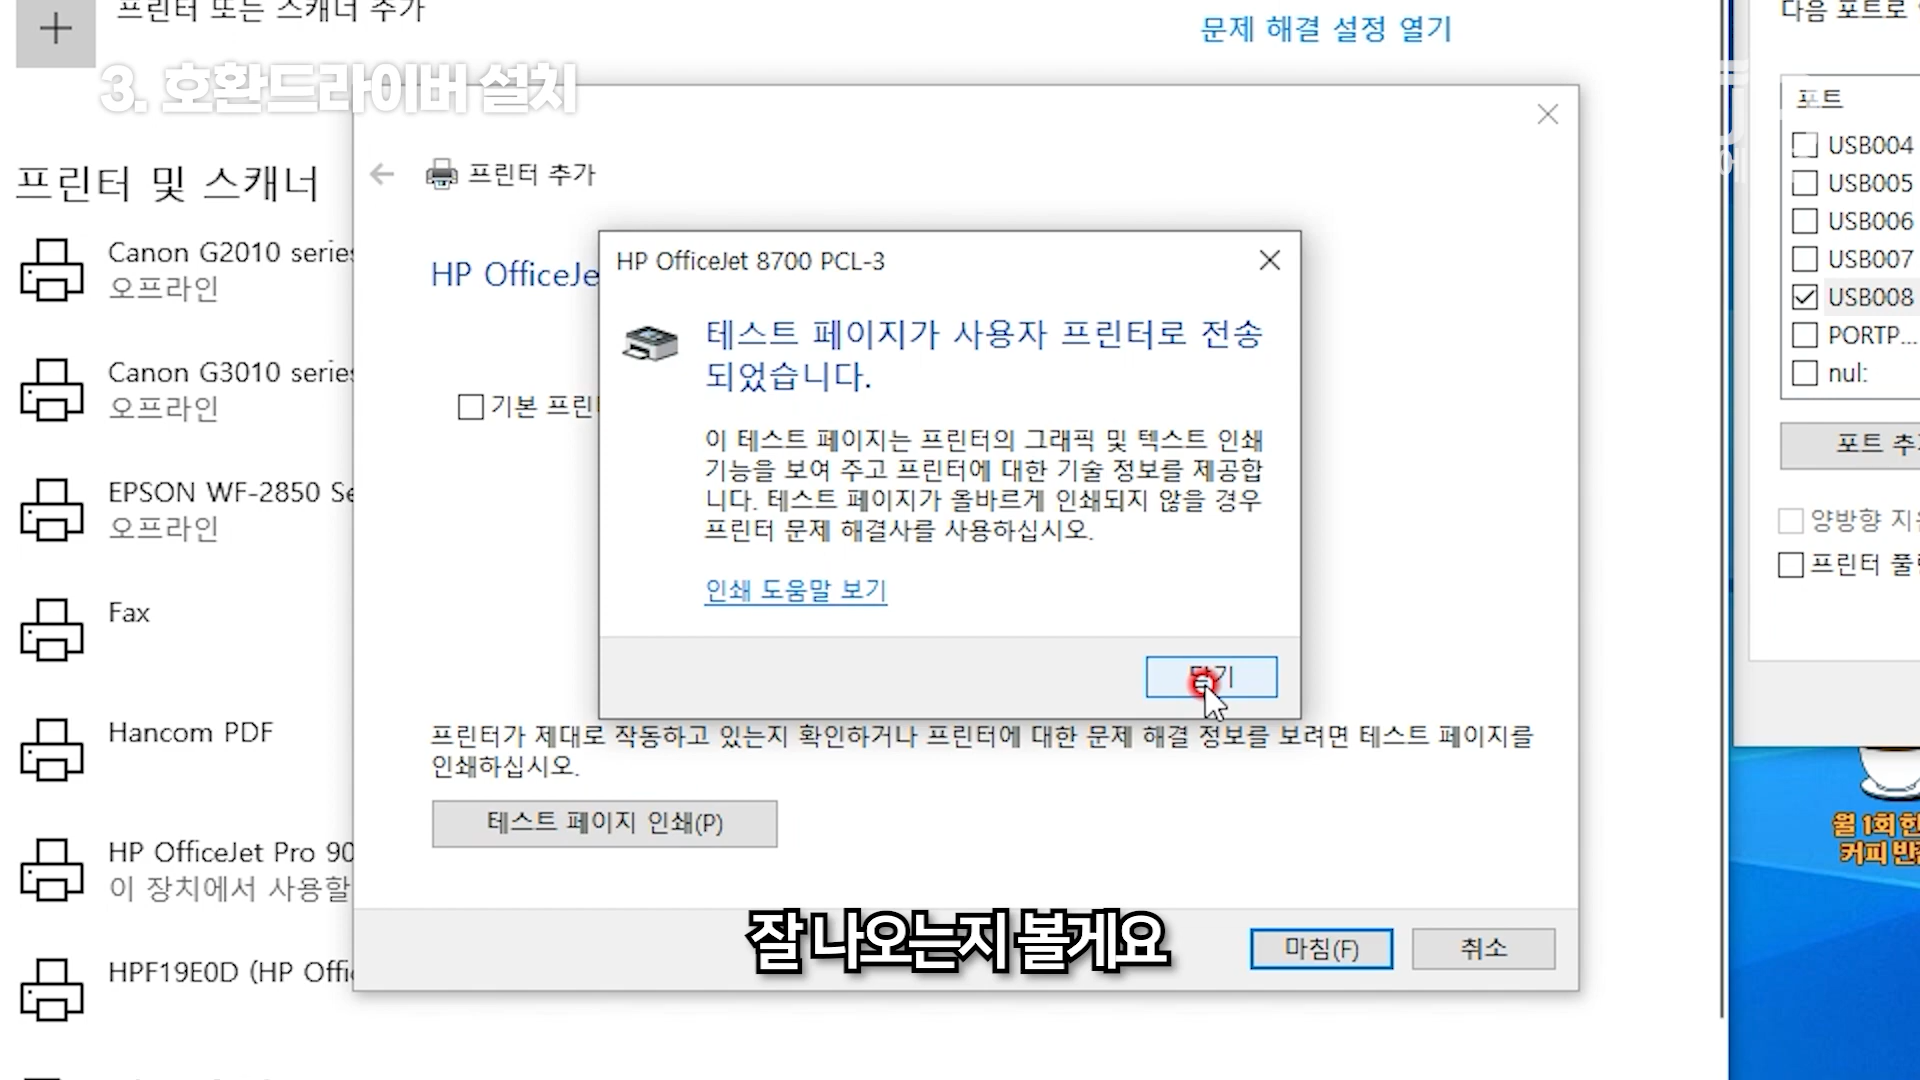 프린터 또는 스캐너 추가
문제 해결 설정 열기
3. 호환드라이버 설치
프린터 및 스캐너
Canon G2010 series
오프라인
Canon G3010 series
오프라인
EPSON WF-2850 Se
오프라인
Fax
Hancom PDF
HP OfficeJet Pro 90
이 장치에서 사용할
HPF19E0D (HP Offi
프린터 추가
HP OfficeJe
기본 프린
HP OfficeJet 8700 PCL-3
테스트 페이지가 사용자 프린터로 전송
되었습니다.
이 테스트 페이지는 프린터의 그래픽 및 텍스트 인쇄
기능을 보여 주고 프린터에 대한 기술 정보를 제공합
니다. 테스트 페이지가 올바르게 인쇄되지 않을 경우
프린터 문제 해결사를 사용하십시오.
인쇄 도움말 보기
닫기
프린터가 제대로 작동하고 있는지 확인하거나 프린터에 대한 문제 해결 정보를 보려면 테스트 페이지를
인쇄하십시오.
테스트 페이지 인쇄(P)
잘 나오는지 볼게요
마침(F)
취소
다음 포트로
포트
USB004
USB005
USB006
USB007
USB008
PORTP...
nul:
포트 추
양방향 지원
프린터 풀
월 1회 한
커피 반